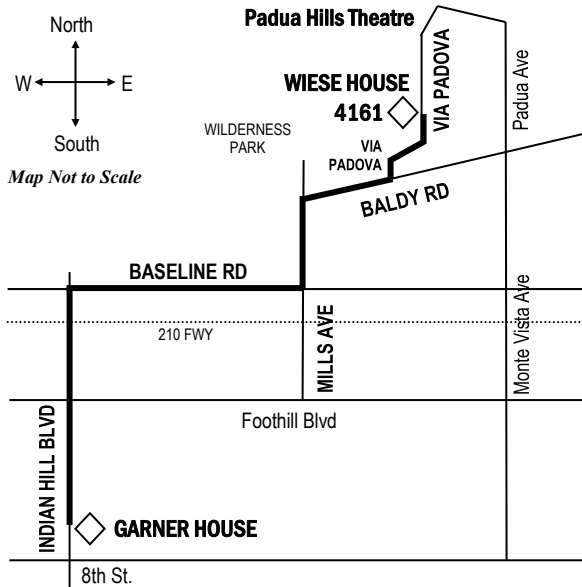 Padua Hills Theatre
North
W E
South
Map Not to Scale
WIESE HOUSE
4161
VIA PADOVA
Padua Ave
WILDERNESS
PARK
VIA
PADOVA
BALDY RD
BASELINE RD
210 FWY
MILLS AVE
Monte Vista Ave
Foothill Blvd
INDIAN HILL BLVD
GARNER HOUSE
8th St.